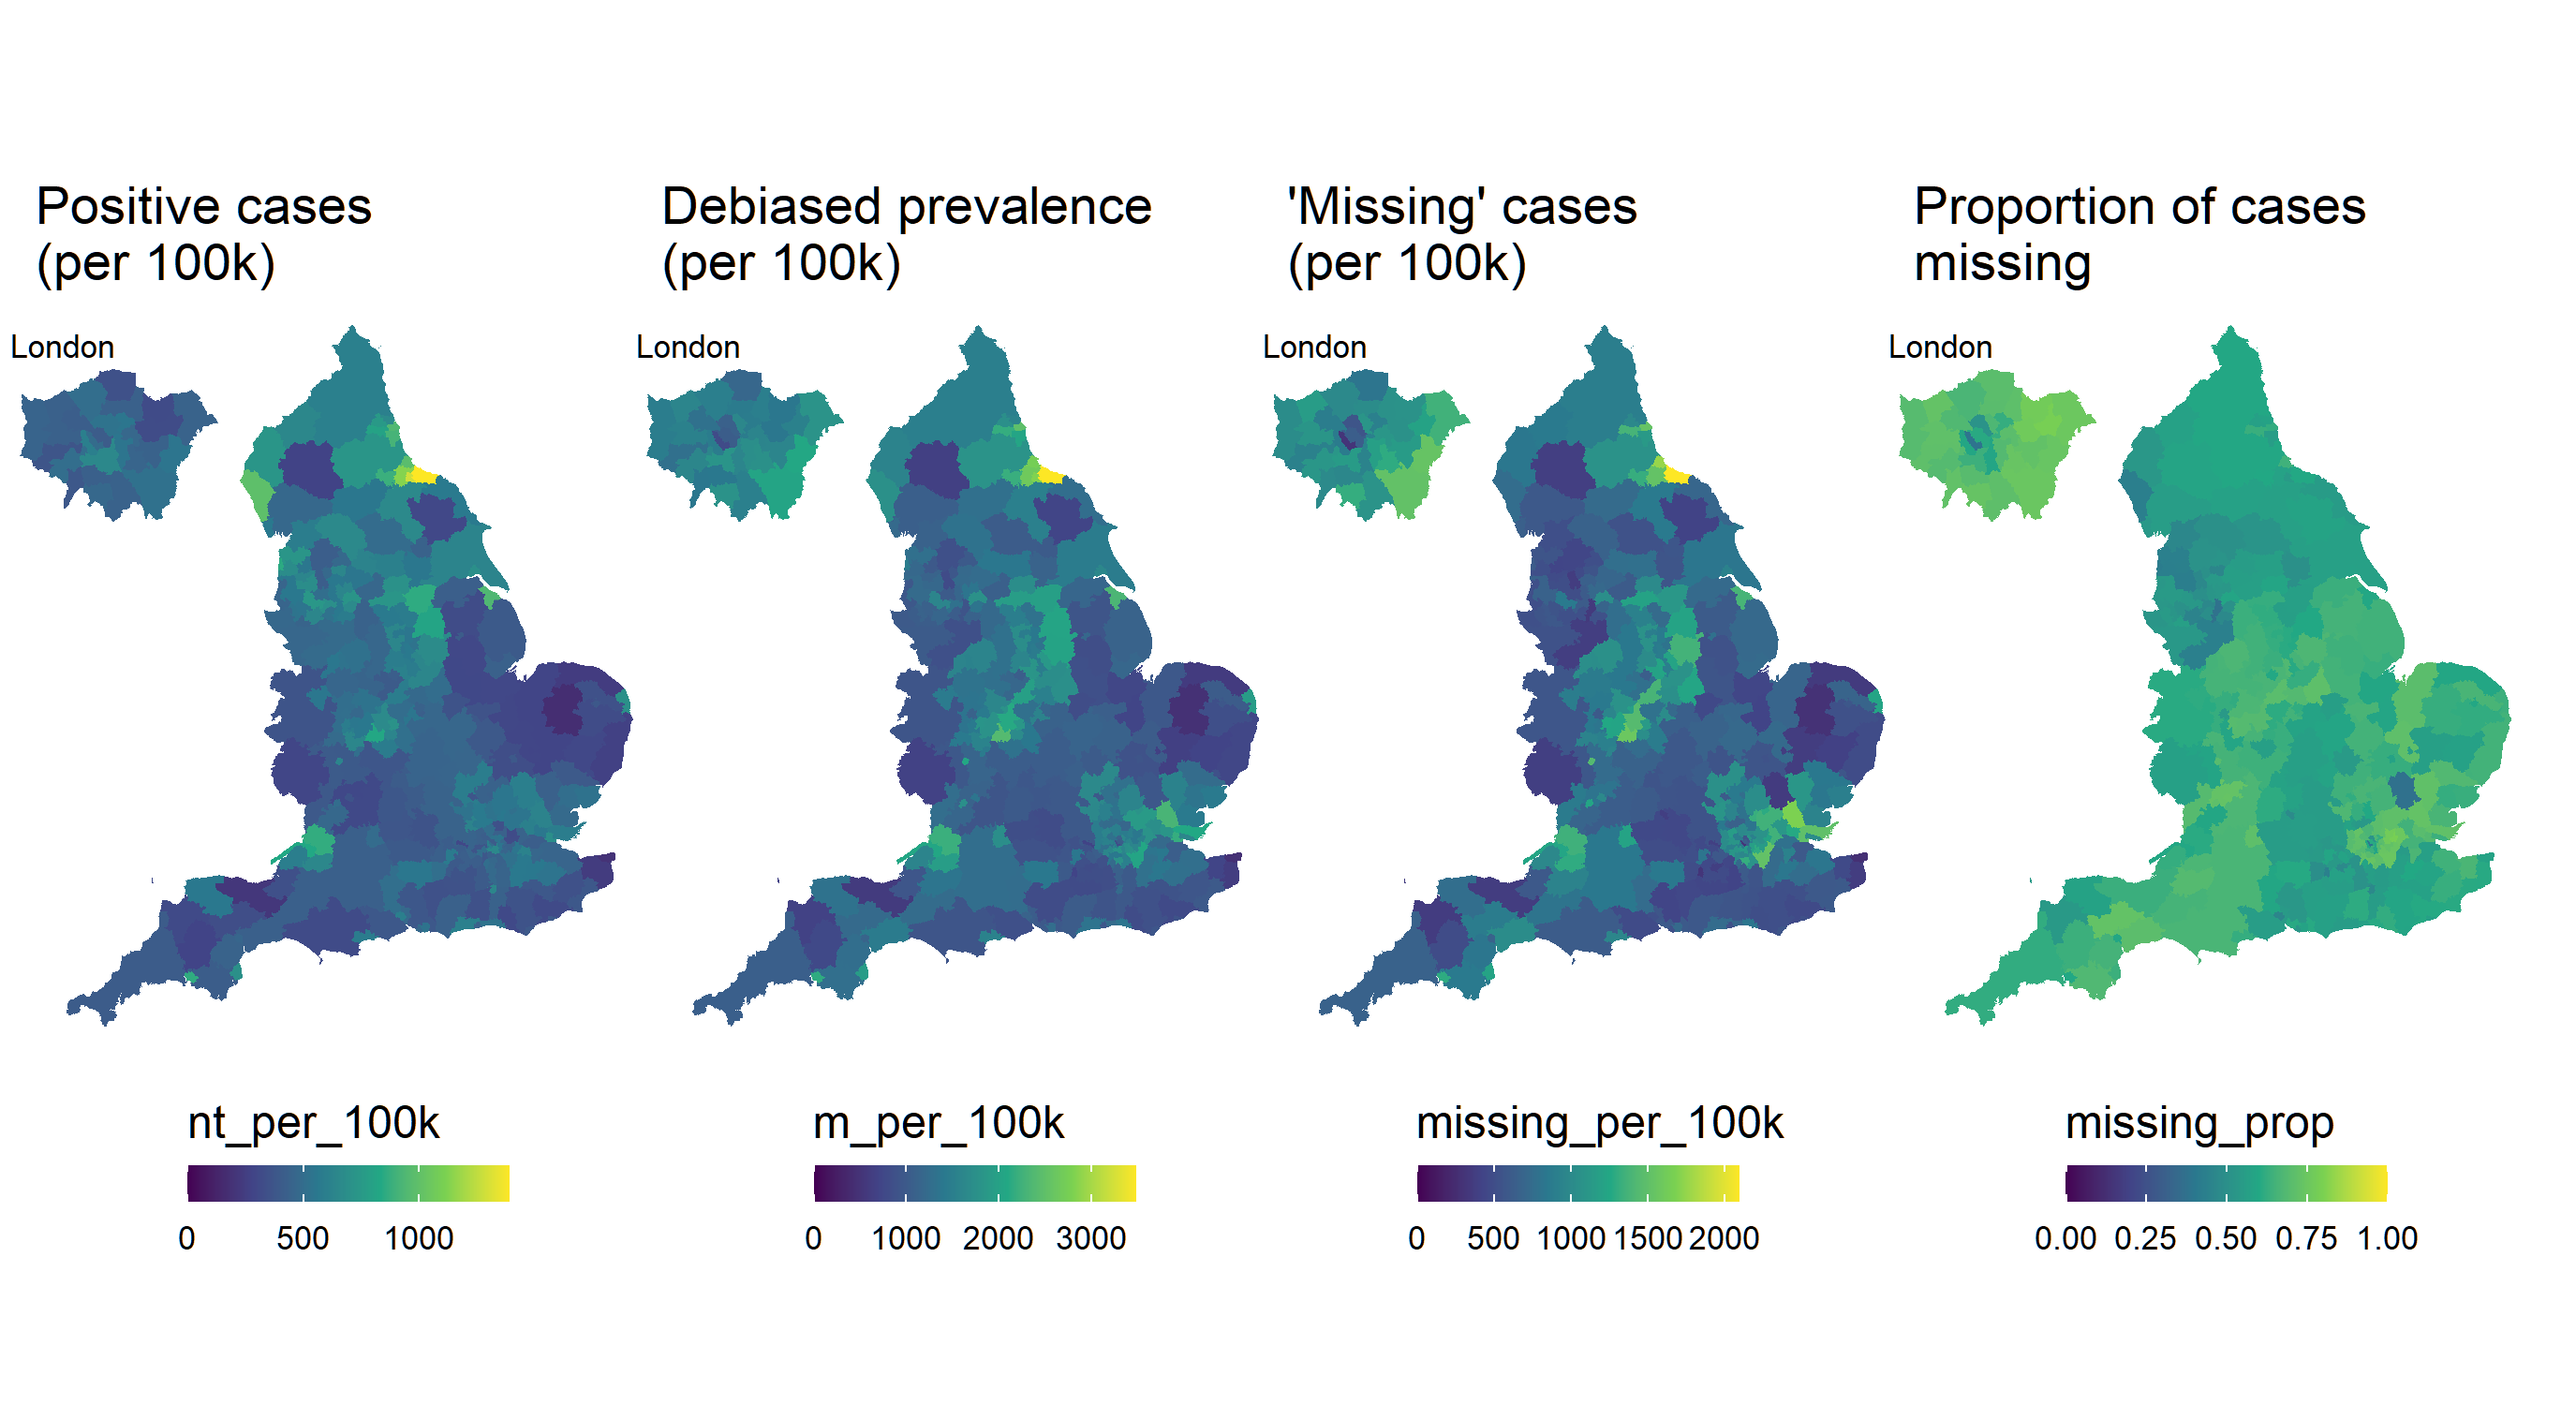 Positive cases
(per 100k)
Debiased prevalence
(per 100k)
'Missing' cases
(per 100k)
Proportion of cases
missing
London
London
London
London
nt_per_100k
0 500 1000
m_per_100k
0 1000 2000 3000
missing_per_100k
0 500 1000 1500 2000
missing_prop
0.00 0.25 0.50 0.75 1.00